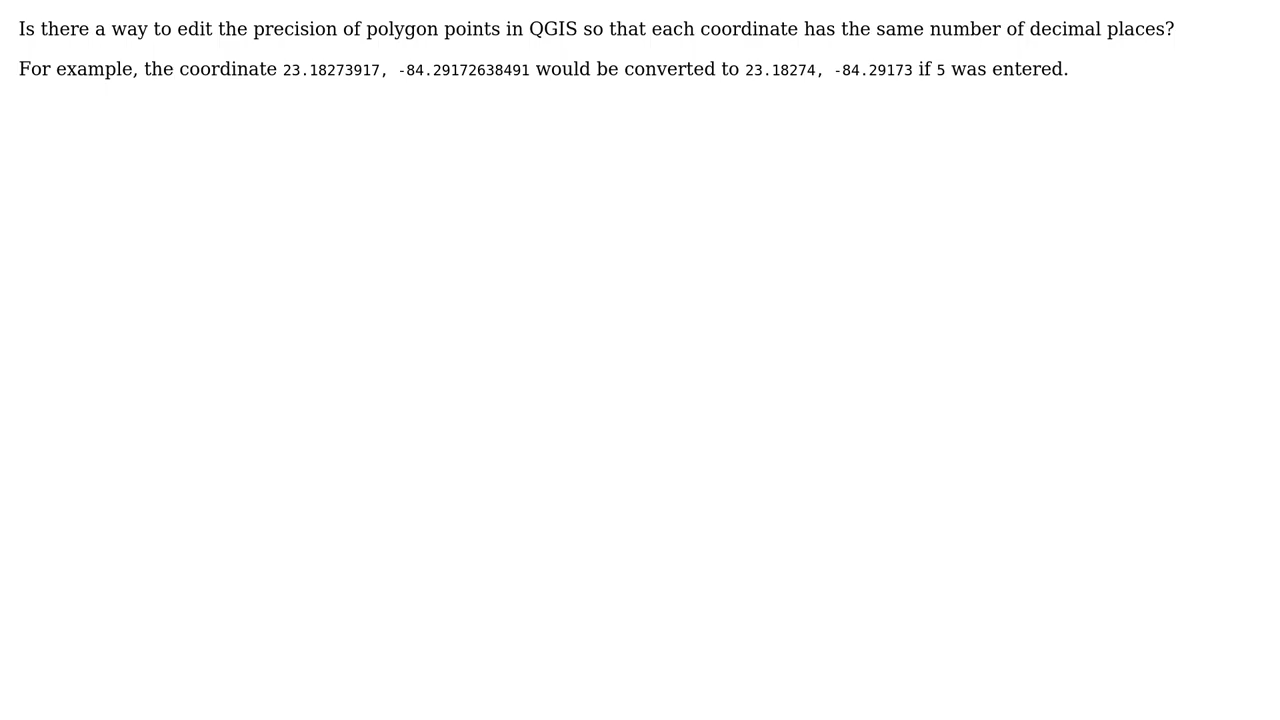 Is there a way to edit the precision of polygon points in QGIS so that each coordinate has the same number of decimal places?
For example, the coordinate 23.18273917, -84.29172638491 would be converted to 23.18274, -84.29173 if 5 was entered.